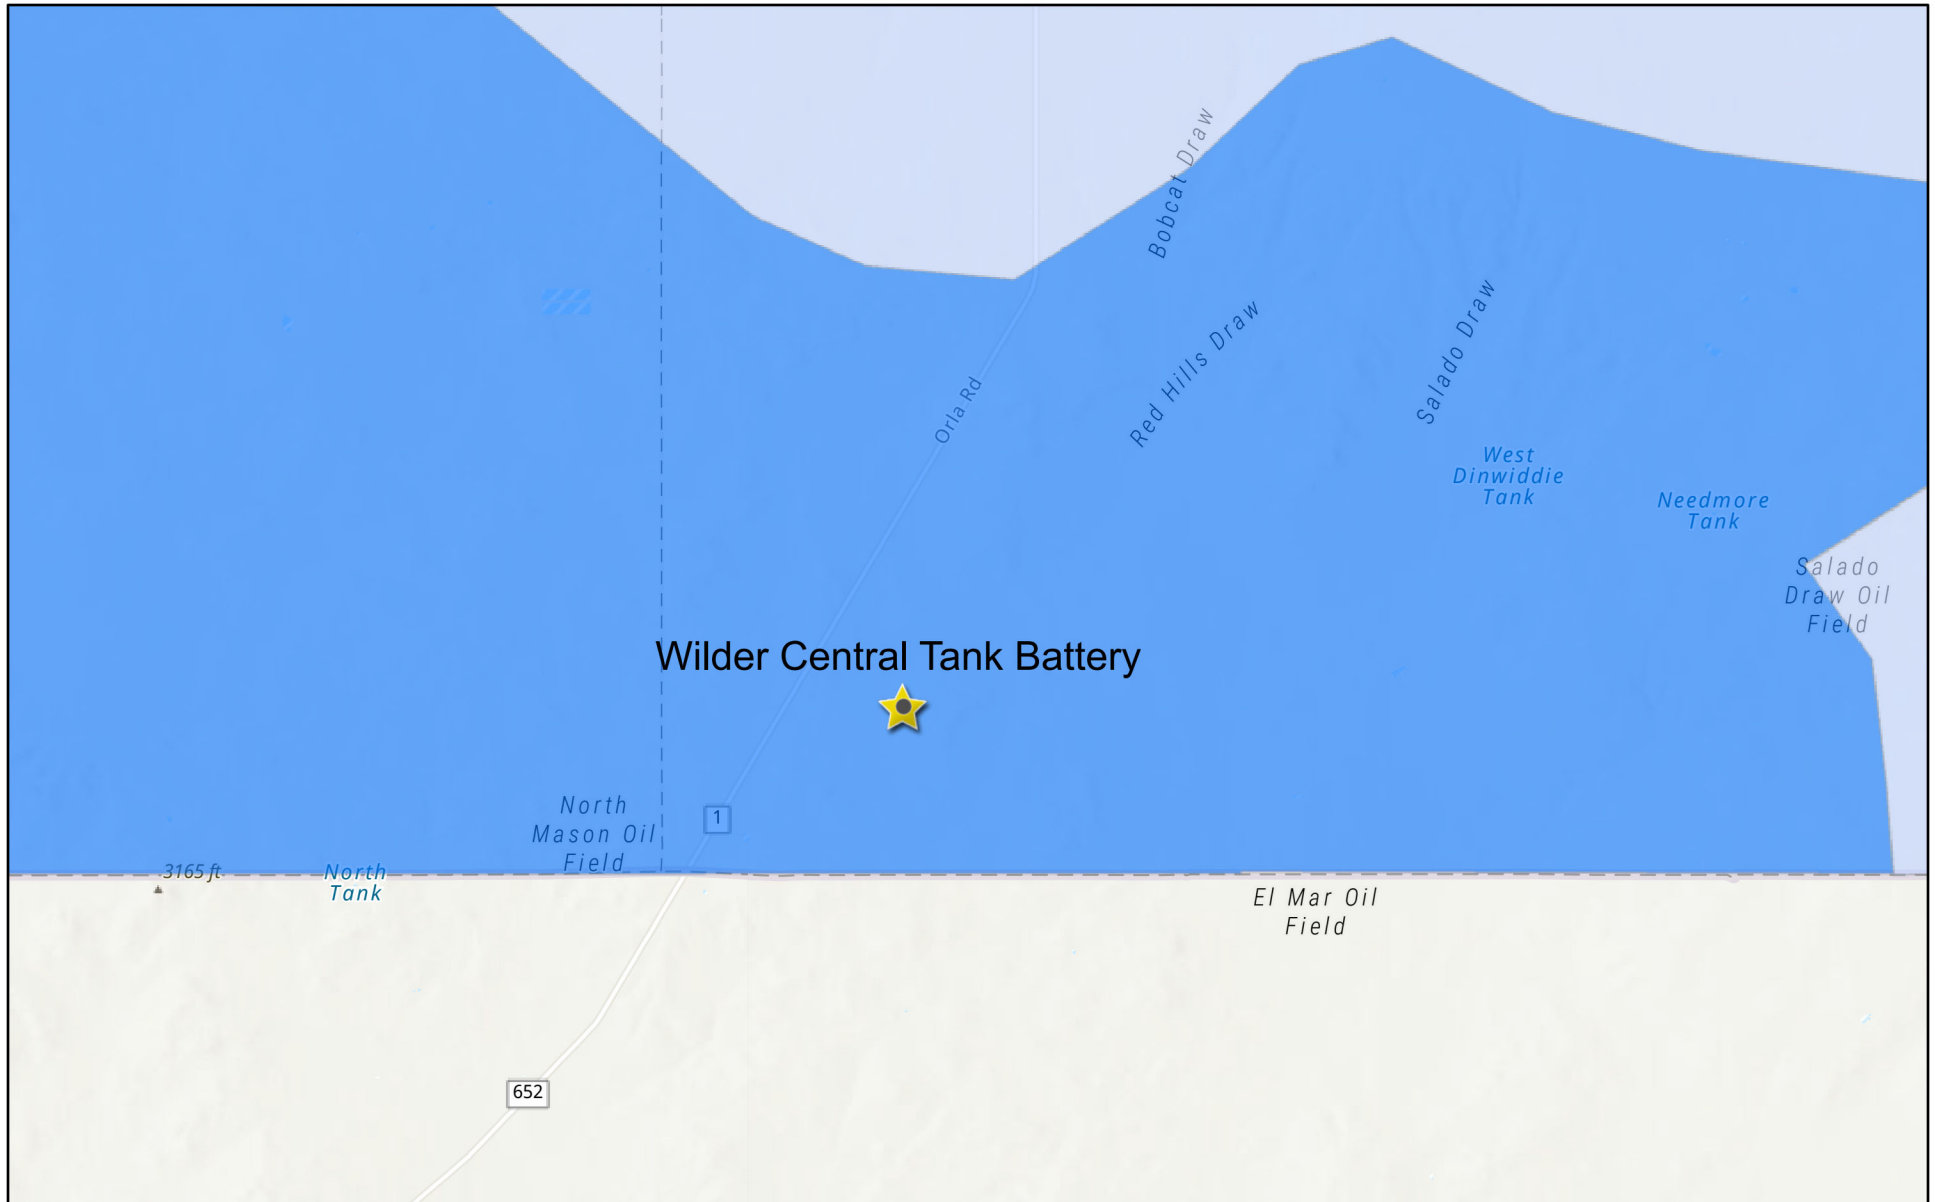 Bobcat Draw
Red Hills Draw
Salado Draw
Orla Rd
West
Dinwiddie
Tank
Needmore
Tank
Salado
Draw Oil
Field
Wilder Central Tank Battery
North
Mason Oil
Field
1
3165 ft
North
Tank
El Mar Oil
Field
652